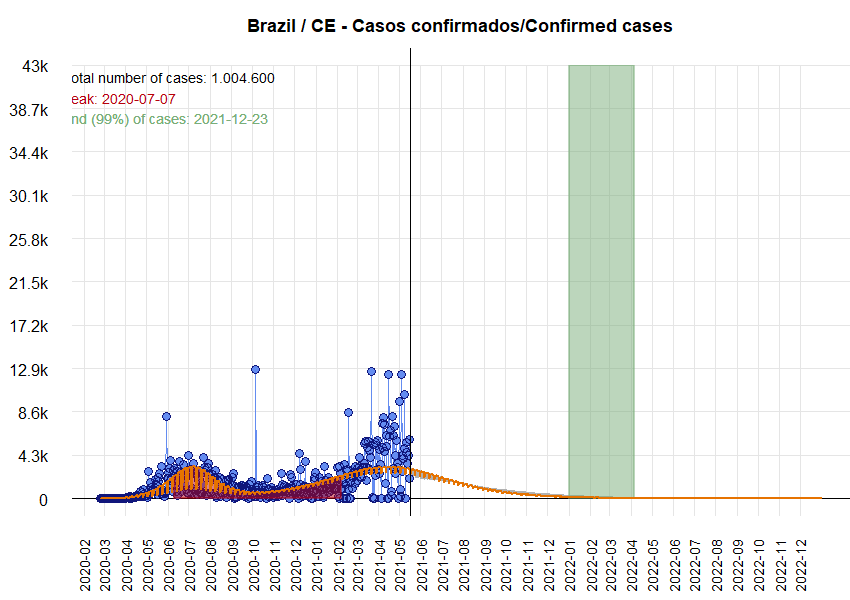 Brazil / CE - Casos confirmados/Confirmed cases
43k
otal number of cases: 1.004.600
eak: 2020-07-07
38.7k
nd (99%) of cases: 2021-12-23
34.4k
30.1k
25.8k
21.5k
17.2k
12.9k
8.6k
4.3k
0
2020-02
2020-03
2020-04
2020-05
2020-06
2020-07
2020-08
2020-09
2020-10
2020-11
2020-12
2021-01
2021-02
2021-03
2021-04
2021-05
2021-06
2021-07
2021-08
2021-09
2021-10
2021-11
2021-12
2022-01
2022-02
2022-03
2022-04
2022-05
2022-06
2022-07
2022-08
2022-09
2022-10
2022-11
2022-12